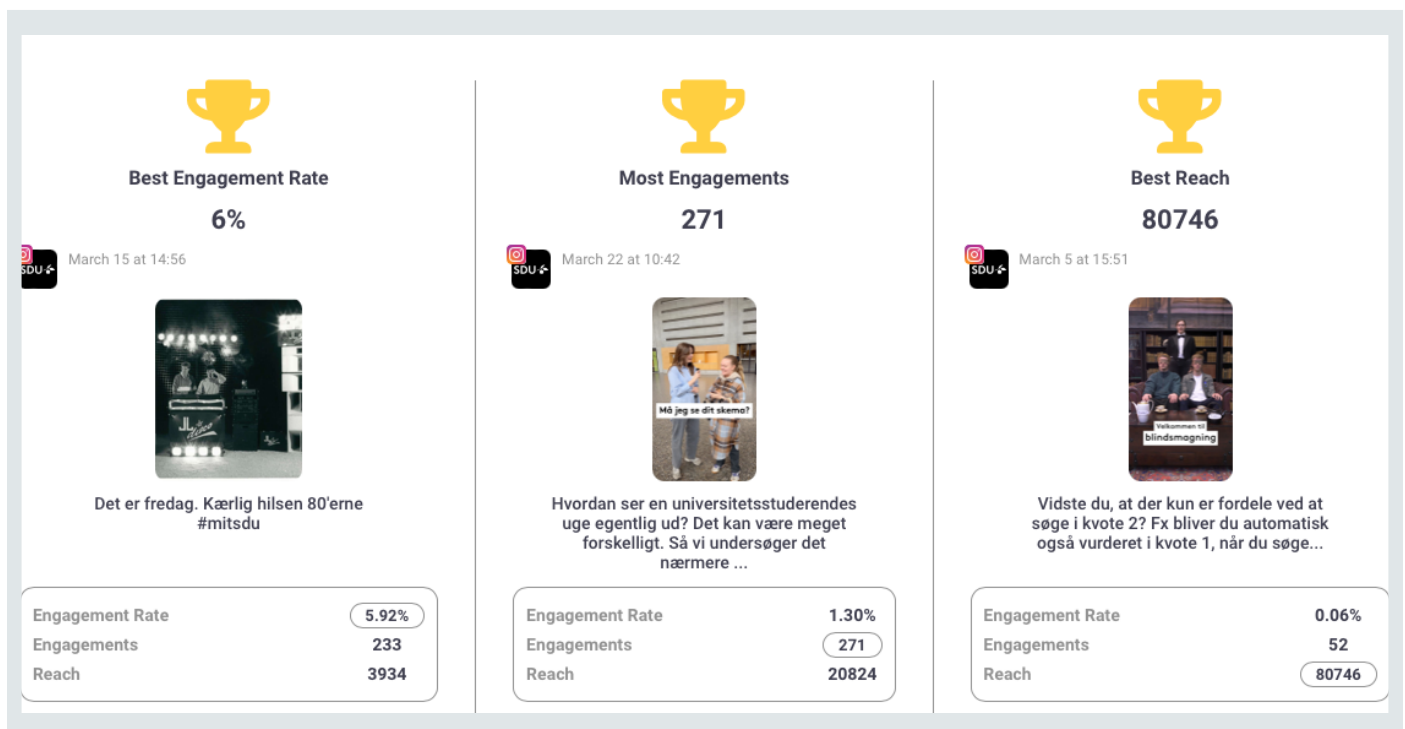 Best Engagement Rate
6%
SDU
March 15 at 14:56
JL
disco
Det er fredag. Kærlig hilsen 80'erne
#mitsdu
Engagement Rate 5.92%
Engagements 233
Reach 3934
Most Engagements
271
SDU
March 22 at 10:42
Må jeg se dit skema?
Hvordan ser en universitetsstuderendes
uge egentlig ud? Det kan være meget
forskelligt. Så vi undersøger det
nærmere ...
Engagement Rate 1.30%
Engagements 271
Reach 20824
Best Reach
80746
SDU
March 5 at 15:51
Velkommen til
blindsmagning
Vidste du, at der kun er fordele ved at
søge i kvote 2? Fx bliver du automatisk
også vurderet i kvote 1, når du søge...
Engagement Rate 0.06%
Engagements 52
Reach 80746